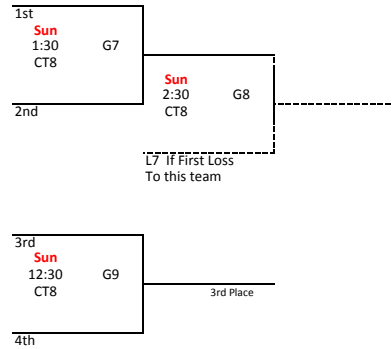 1st
Sun
1:30 G7
CT8
Sun
2:30 G8
CT8
2nd
L7 If First Loss
To this team
3rd
Sun
12:30 G9
CT8
3rd Place
4th